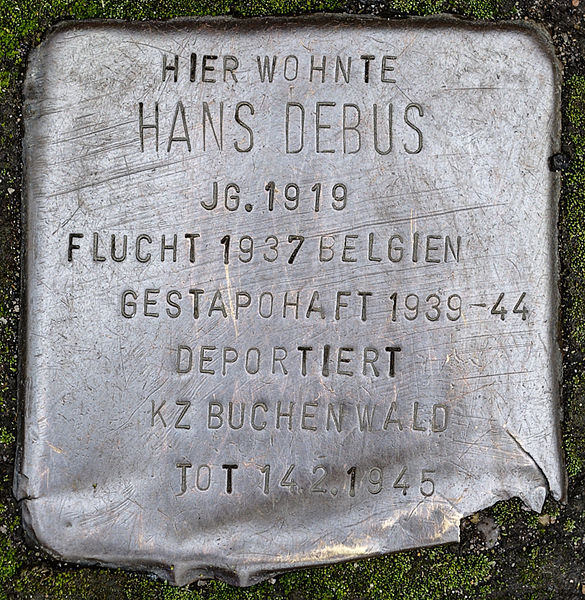 HIER WOHNTE
HANS DEBUS
JG. 1919
FLUCHT 1937 BELGIEN
GESTAPOHAFT 1939-44
DEPORTIERT
KZ BUCHENWALD
TOT 14.2.1945